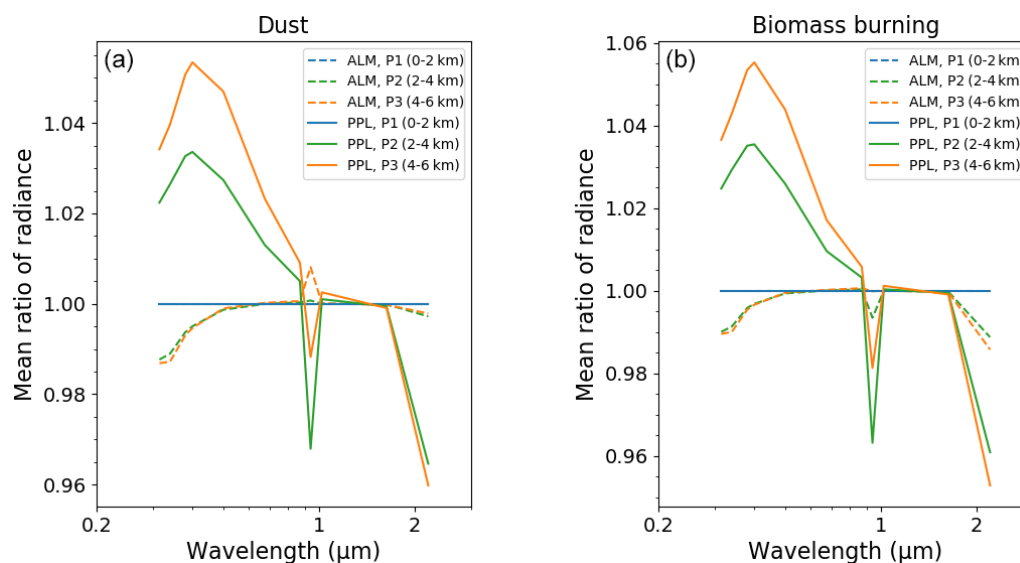 Dust
(a)
ALM, P1 (0-2 km)
ALM, P2 (2-4 km)
ALM, P3 (4-6 km)
PPL, P1 (0-2 km)
PPL, P2 (2-4 km)
PPL, P3 (4-6 km)
Mean ratio of radiance
1.04
1.02
1.00
0.98
0.96
0.2
1
2
Wavelength (µm)
Biomass burning
(b)
ALM, P1 (0-2 km)
ALM, P2 (2-4 km)
ALM, P3 (4-6 km)
PPL, P1 (0-2 km)
PPL, P2 (2-4 km)
PPL, P3 (4-6 km)
Mean ratio of radiance
1.06
1.04
1.02
1.00
0.98
0.96
0.2
1
2
Wavelength (µm)